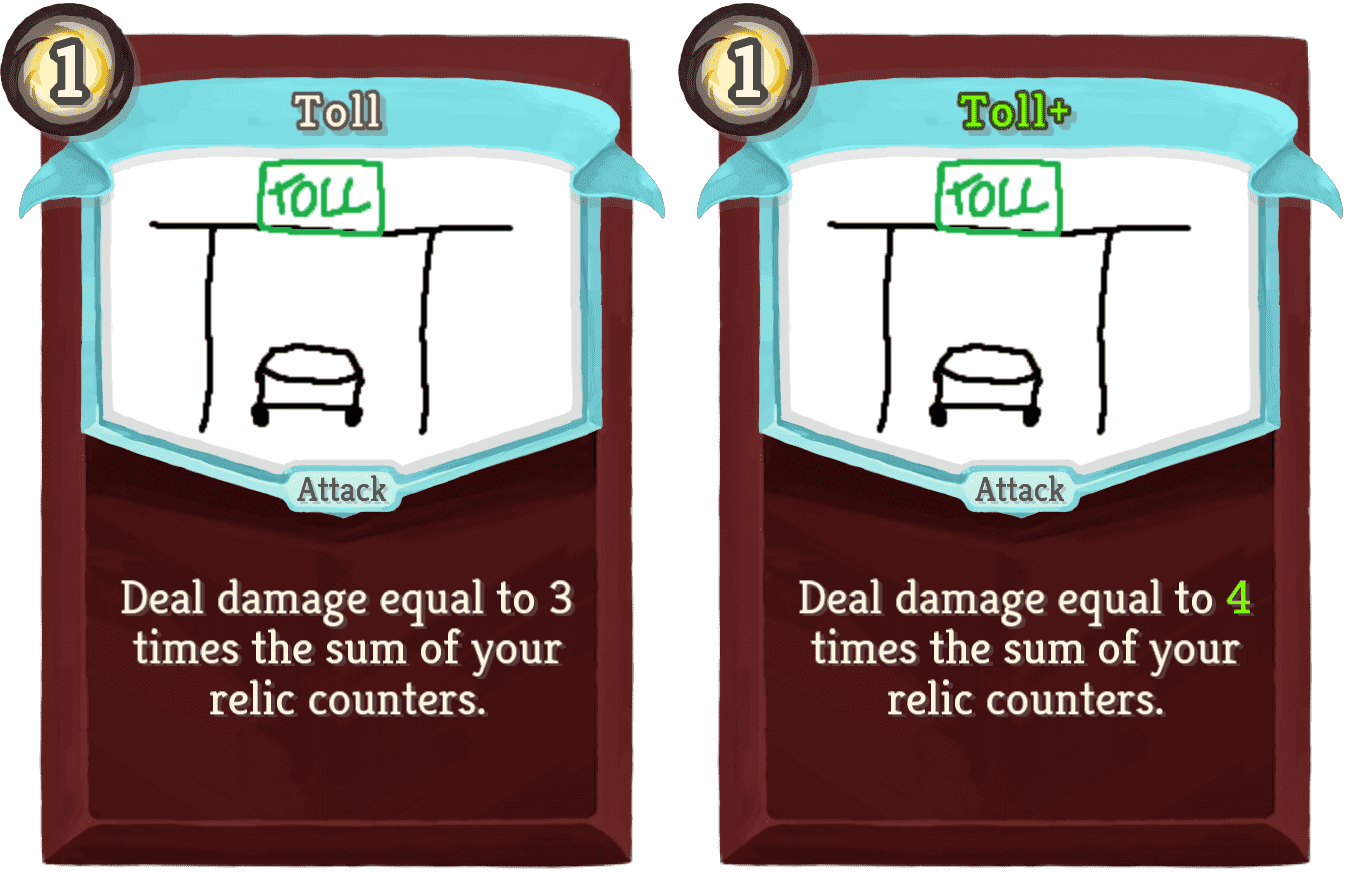 1
Toll
TOLL
Attack
Deal damage equal to 3
times the sum of your
relic counters.
1
Toll+
TOLL
Attack
Deal damage equal to 4
times the sum of your
relic counters.